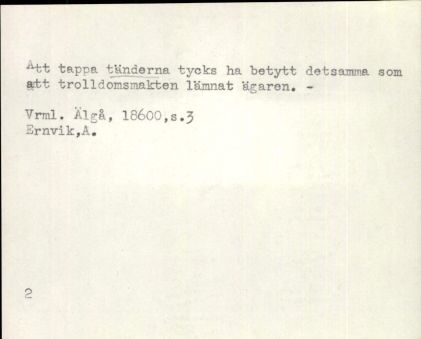 Att tappa tänderna tycks ha betytt detsamma som
att trolldomsmakten lämnat ägaren. -
Vrml. Älgå, 18600,s.3
Ernvik,A.
2